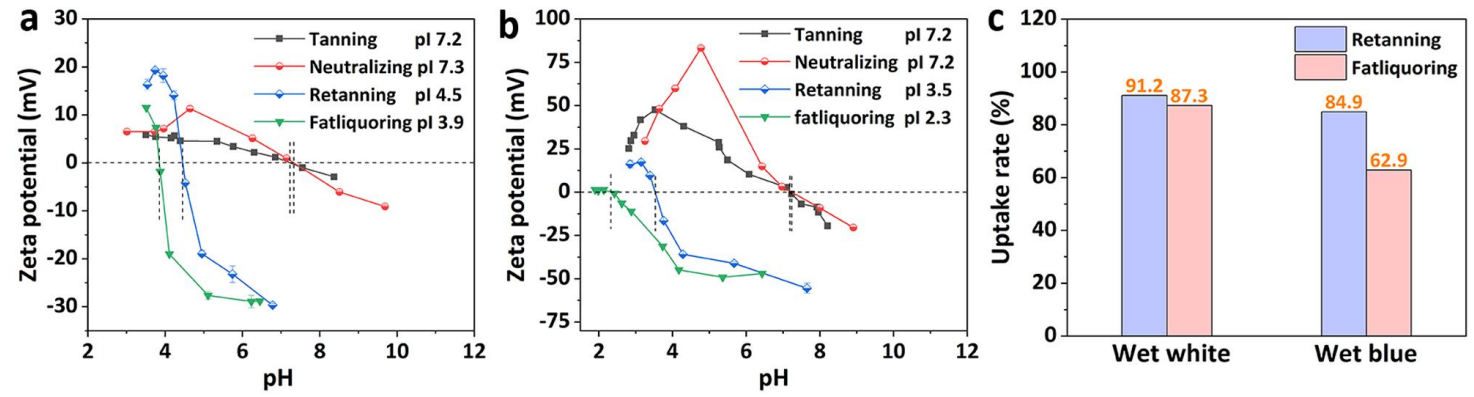 a
30
20
10
0
-10
-20
-30
Zeta potential (mV)
2 4 6 8 10 12
pH
Tanning pI 7.2
Neutralizing pI 7.3
Retanning pI 4.5
Fatliquoring pI 3.9
b
100
75
50
25
0
-25
-50
-75
Zeta potential (mV)
2 4 6 8 10 12
pH
Tanning pI 7.2
Neutralizing pI 7.2
Retanning pI 3.5
fatliquoring pI 2.3
c
120
100
80
60
40
20
0
Uptake rate (%)
Retanning
Fatliquoring
91.2 87.3
84.9
62.9
Wet white Wet blue